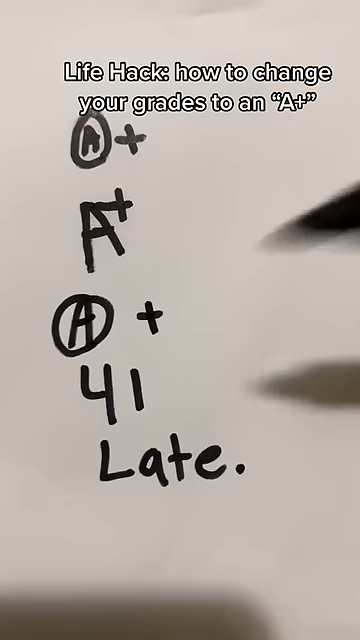 Life Hack: how to change
your grades to an “A+”
A+
A+
A +
41
Late.